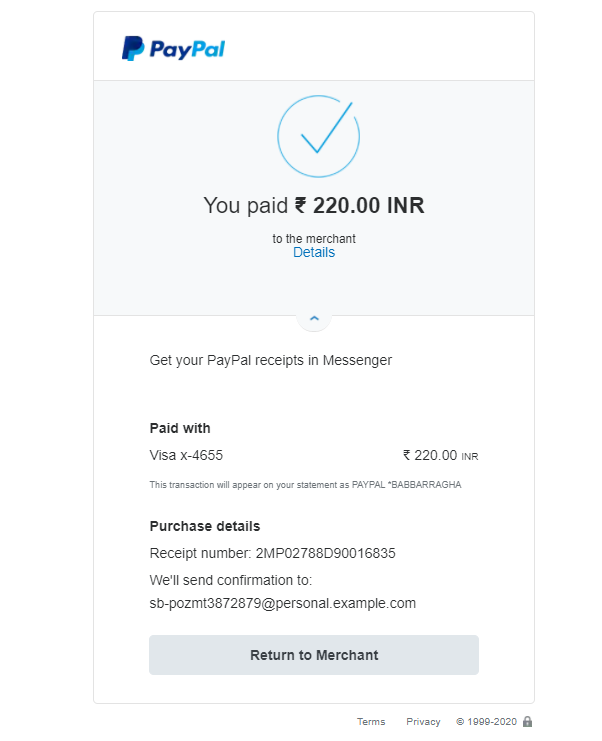 PayPal
You paid ₹ 220.00 INR
to the merchant
Details
Get your PayPal receipts in Messenger
Paid with
Visa x-4655 ₹ 220.00 INR
This transaction will appear on your statement as PAYPAL *BABBARRAGHA
Purchase details
Receipt number: 2MP02788D90016835
We'll send confirmation to:
sb-pozmt3872879@personal.example.com
Return to Merchant
Terms Privacy © 1999-2020